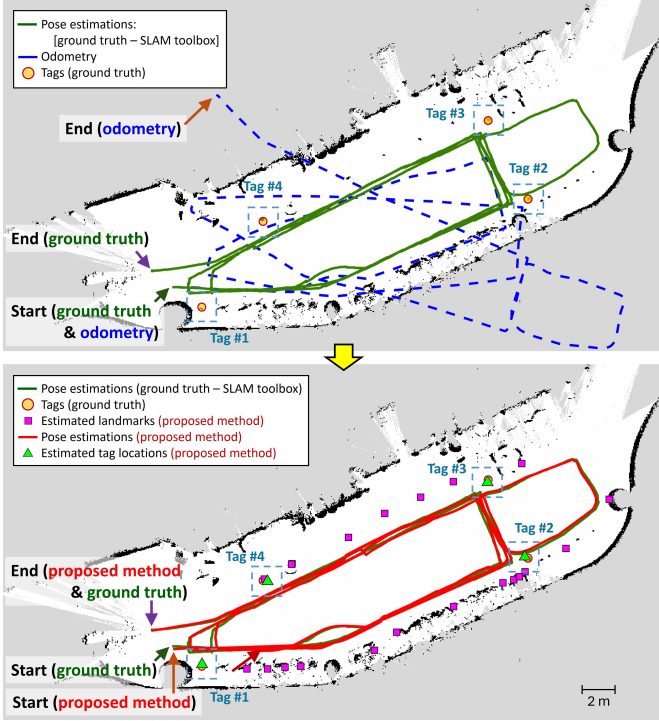 Pose estimations:
[ground truth – SLAM toolbox]
Odometry
Tags (ground truth)
End (odometry)
Tag #3
Tag #2
Tag #4
End (ground truth)
Start (ground truth
& odometry)
Tag #1
Pose estimations (ground truth – SLAM toolbox)
Tags (ground truth)
Estimated landmarks (proposed method)
Pose estimations (proposed method)
Estimated tag locations (proposed method)
Tag #3
Tag #2
Tag #4
End (proposed method
& ground truth)
Start (ground truth)
Start (proposed method)
Tag #1
2 m